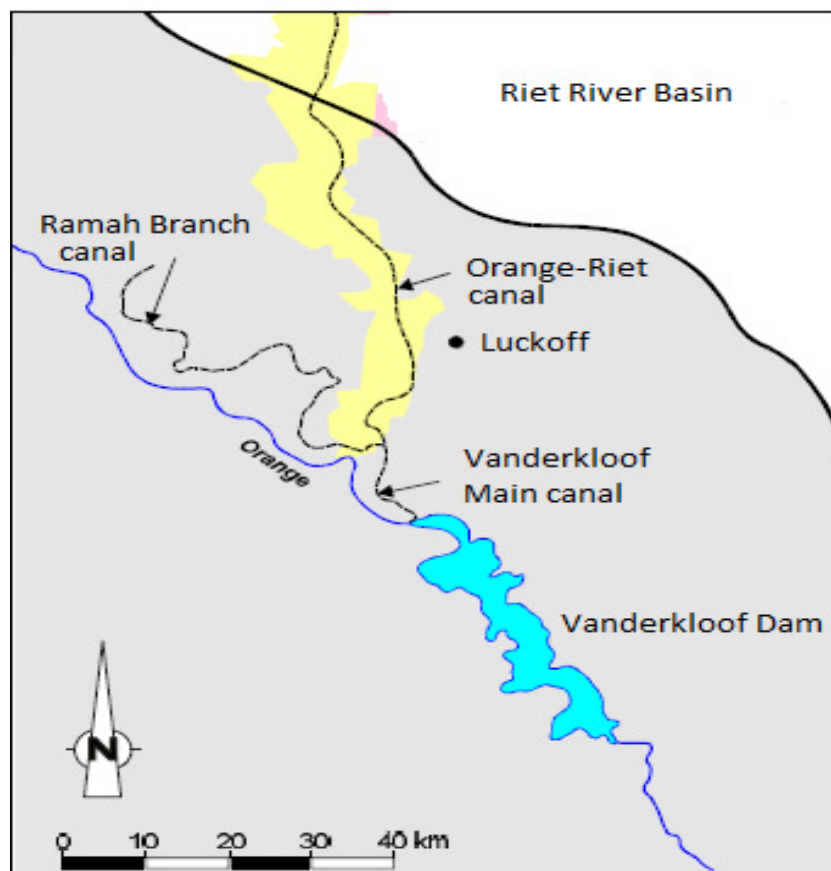 Riet River Basin
Ramah Branch
canal
Orange-Riet
canal
Luckoff
Orange
Vanderkloof
Main canal
Vanderkloof Dam
N
0 10 20 30 40 km